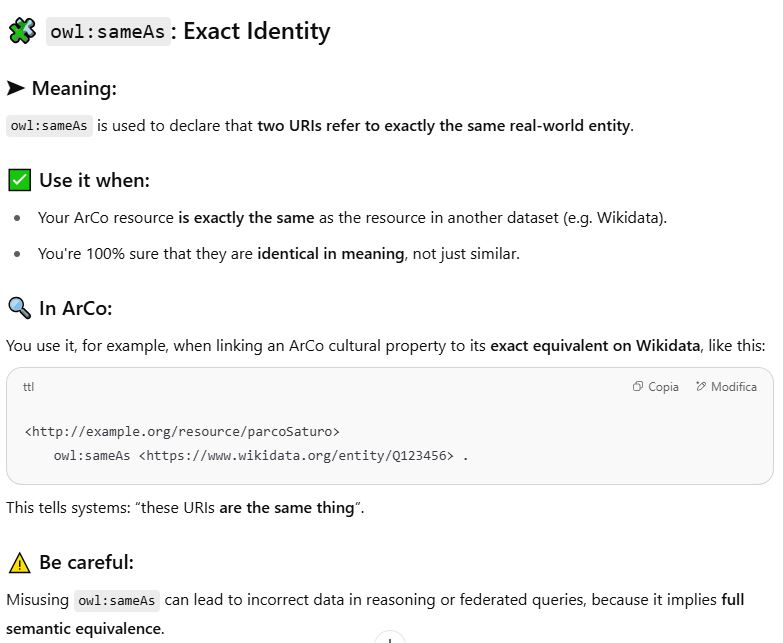 owl:sameAs: Exact Identity
➤ Meaning:
owl:sameAs is used to declare that two URIs refer to exactly the same real-world entity.
Use it when:
• Your ArCo resource is exactly the same as the resource in another dataset (e.g. Wikidata).
• You're 100% sure that they are identical in meaning, not just similar.
In ArCo:
You use it, for example, when linking an ArCo cultural property to its exact equivalent on Wikidata, like this:
ttl Copia Modifica
<http://example.org/resource/parcoSaturo>
owl:sameAs <https://www.wikidata.org/entity/Q123456> .
This tells systems: “these URIs are the same thing”.
Be careful:
Misusing owl:sameAs can lead to incorrect data in reasoning or federated queries, because it implies full
semantic equivalence.